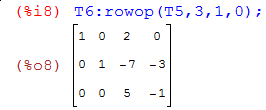 (%i8) T6:rowop(T5,3,1,0);
(%o8)
1 0 2 0
0 1 -7 -3
0 0 5 -1